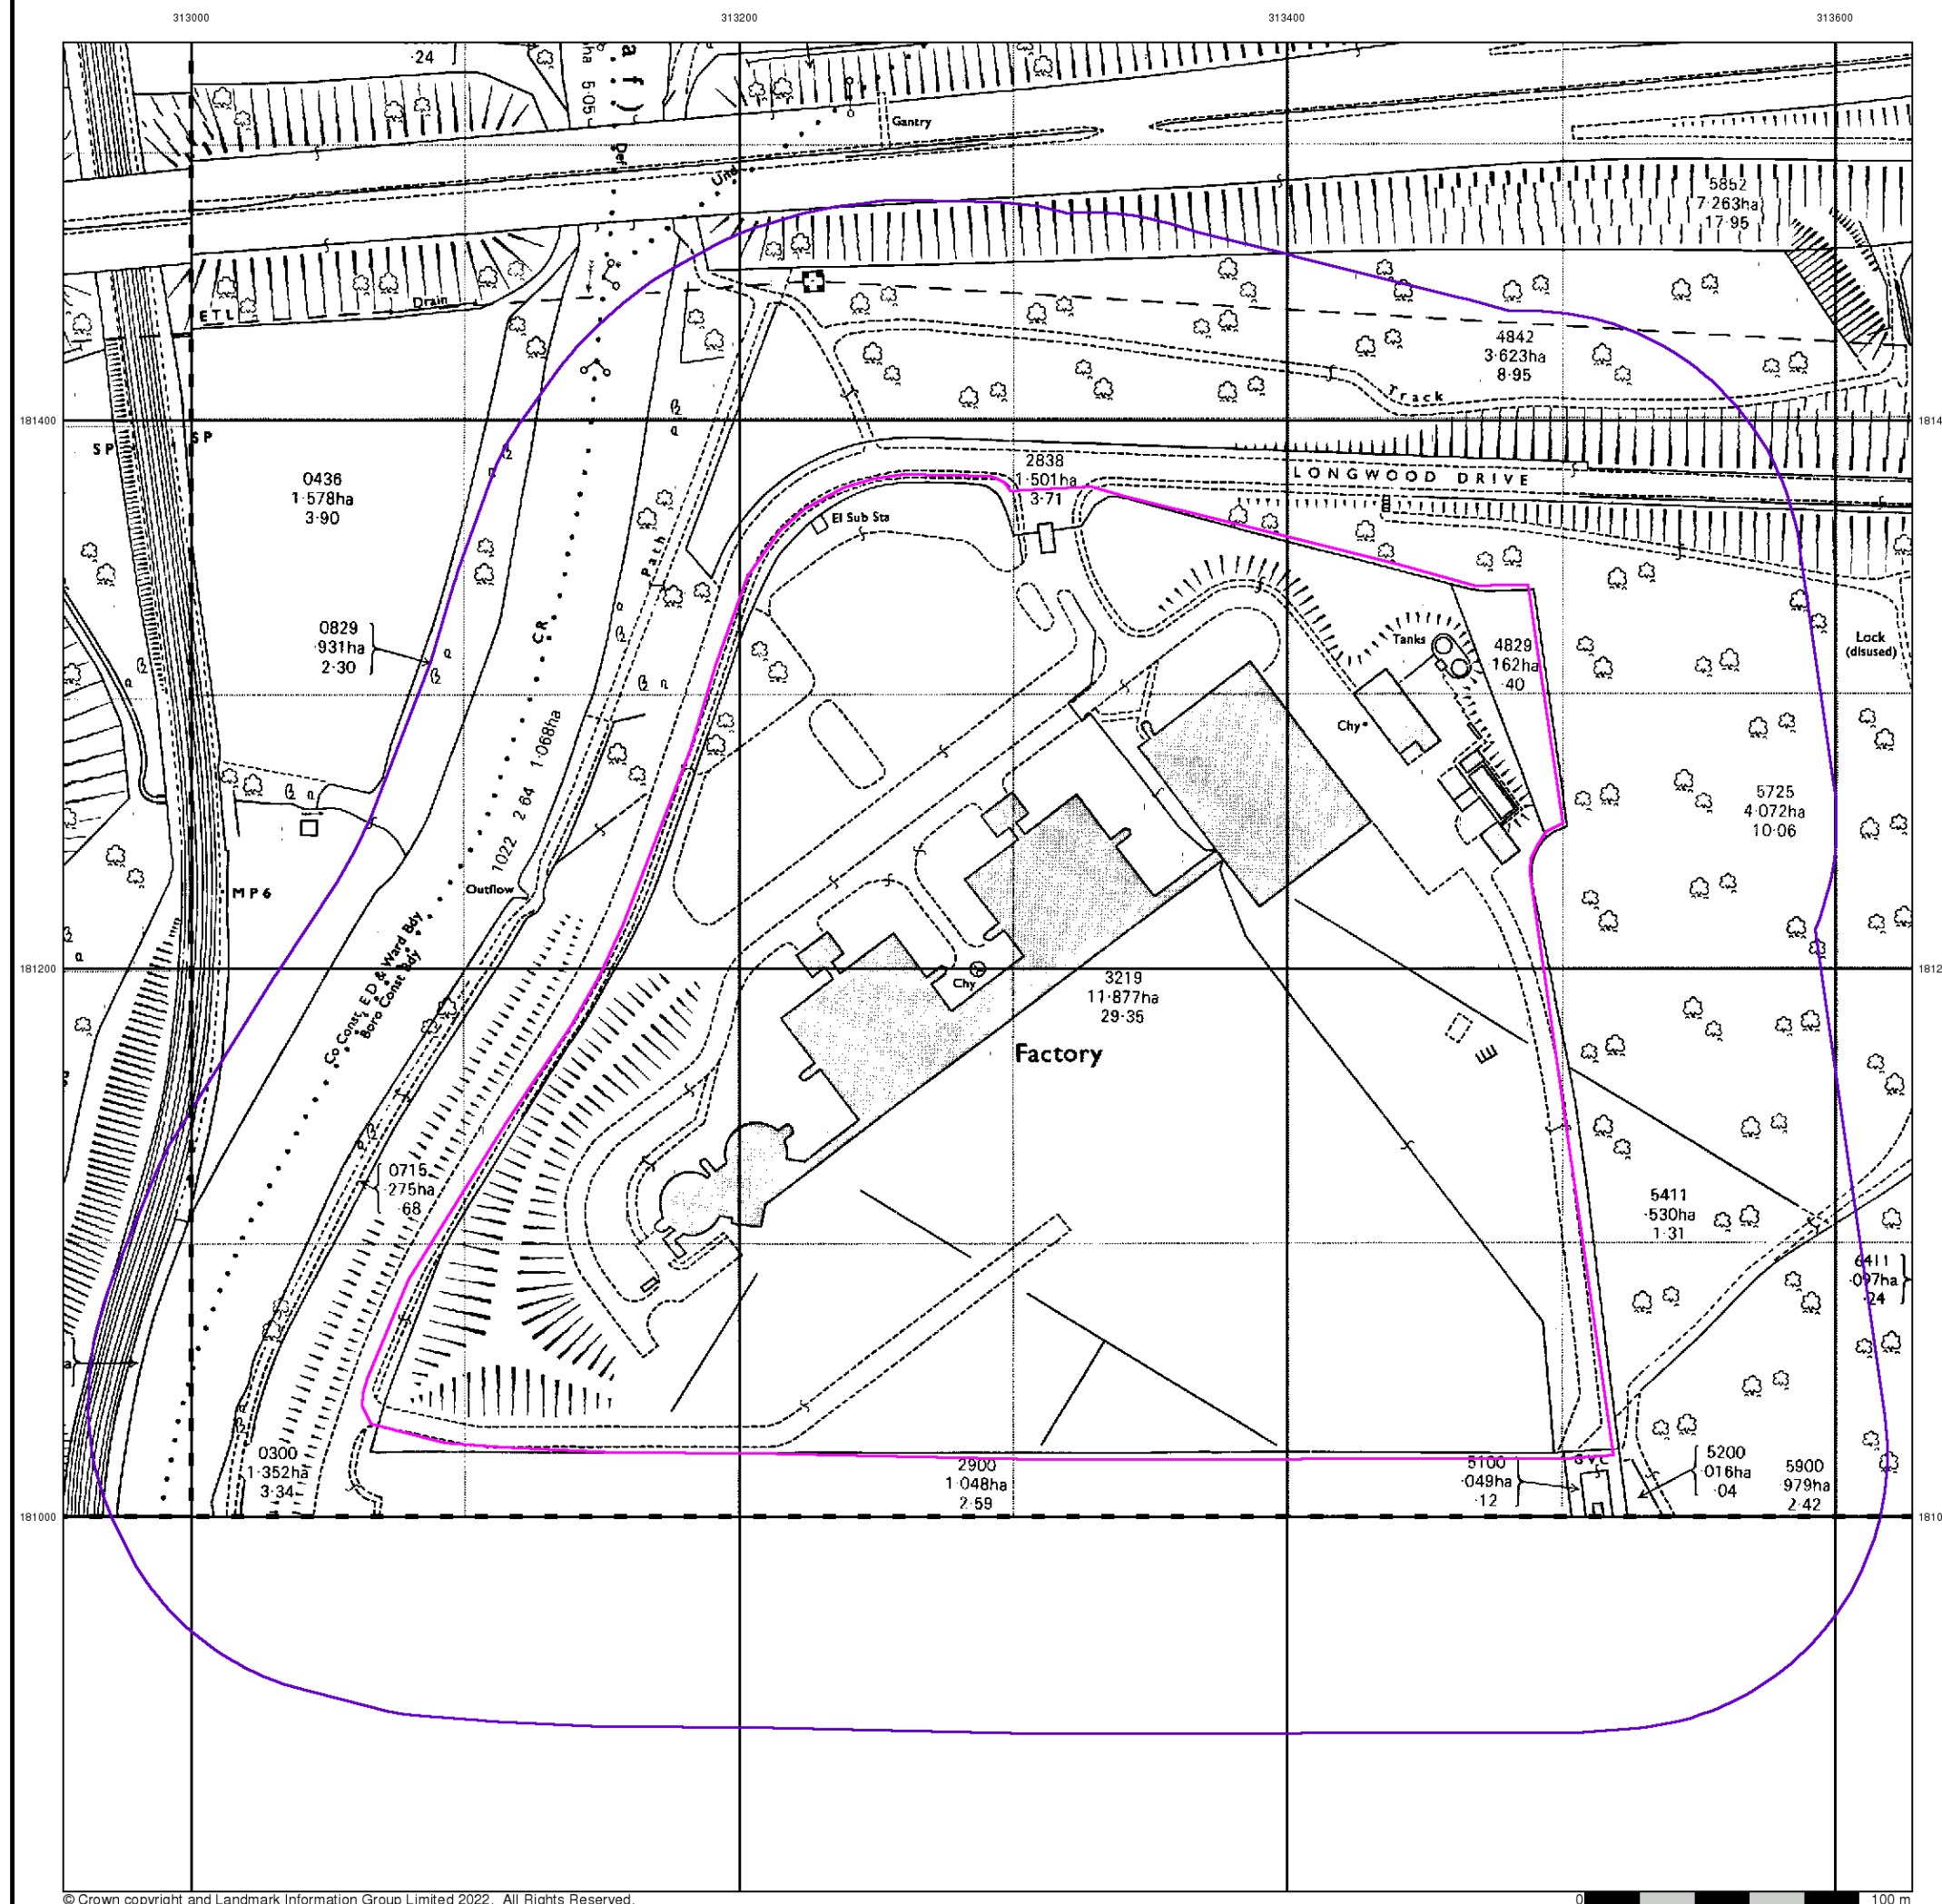 313000
313200
313400
313600
·24
5·05
a f )
Def
Und
Gantry
5852
7·263ha
17·95
Drain
ETL
4842
3·623ha
8·95
Track
181400
1814
SP
SP
0436
1·578ha
3·90
2838
1·501ha
3·71
LONGWOOD DRIVE
El Sub Sta
Path
CR
0829
·931ha
2·30
Tanks
4829
·162ha
·40
Lock
(disused)
Chy
1022 2·64 1·068ha
5725
4·072ha
10·06
MP6
Outflow
Co Const, E D & Ward Bdy
Boro Const Bdy
181200
1812
Chy
3219
11·877ha
29·35
Factory
0715
·275ha
·68
5411
·530ha
1·31
6411
·097ha
·24
0300
1·352ha
3·34
2900
1·048ha
2·59
5100
·049ha
·12
GVC
5200
·016ha
·04
5900
·979ha
2·42
181000
1810
© Crown copyright and Landmark Information Group Limited 2022. All Rights Reserved.
0
100 m